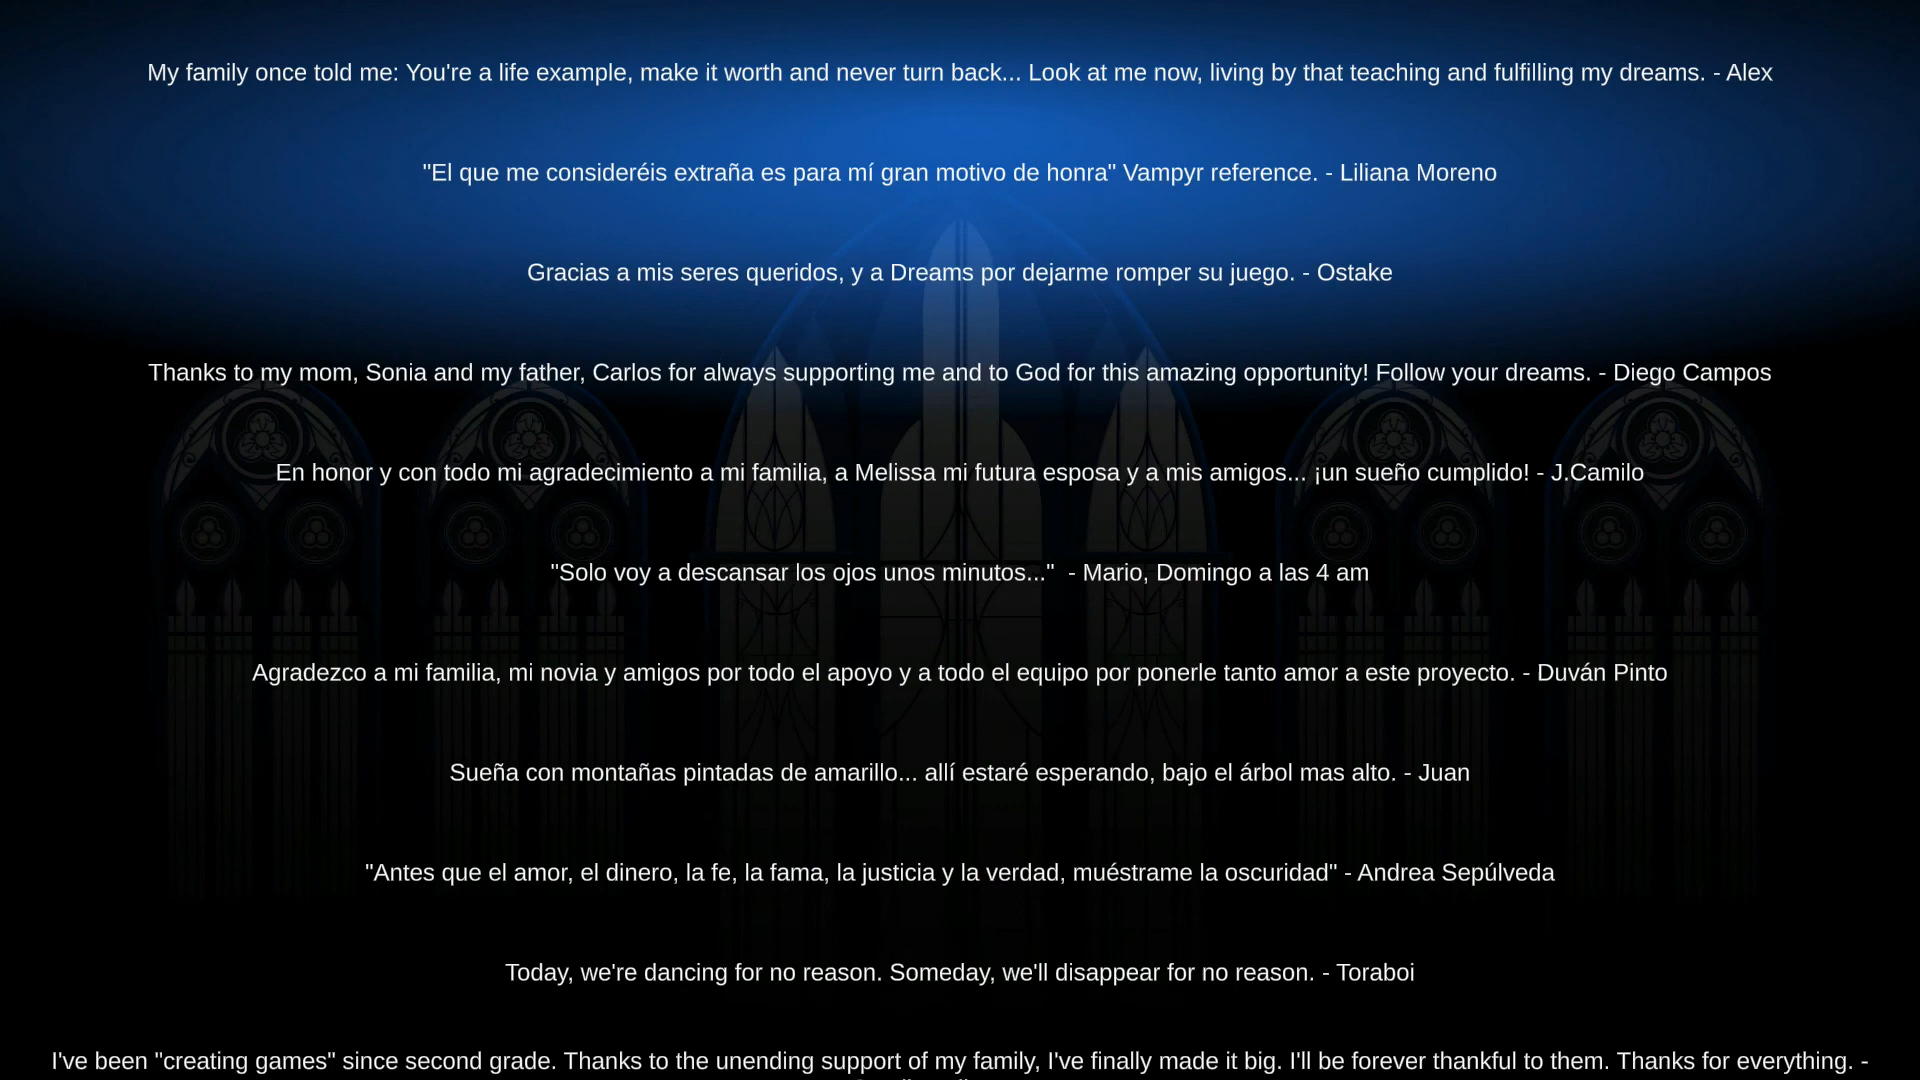 My family once told me: You're a life example, make it worth and never turn back... Look at me now, living by that teaching and fulfilling my dreams. - Alex
"El que me consideréis extraña es para mí gran motivo de honra" Vampyr reference. - Liliana Moreno
Gracias a mis seres queridos, y a Dreams por dejarme romper su juego. - Ostake
Thanks to my mom, Sonia and my father, Carlos for always supporting me and to God for this amazing opportunity! Follow your dreams. - Diego Campos
En honor y con todo mi agradecimiento a mi familia, a Melissa mi futura esposa y a mis amigos... ¡un sueño cumplido! - J.Camilo
"Solo voy a descansar los ojos unos minutos..."  - Mario, Domingo a las 4 am
Agradezco a mi familia, mi novia y amigos por todo el apoyo y a todo el equipo por ponerle tanto amor a este proyecto. - Duván Pinto
Sueña con montañas pintadas de amarillo... allí estaré esperando, bajo el árbol mas alto. - Juan
"Antes que el amor, el dinero, la fe, la fama, la justicia y la verdad, muéstrame la oscuridad" - Andrea Sepúlveda
Today, we're dancing for no reason. Someday, we'll disappear for no reason. - Toraboi
I've been "creating games" since second grade. Thanks to the unending support of my family, I've finally made it big. I'll be forever thankful to them. Thanks for everything. -